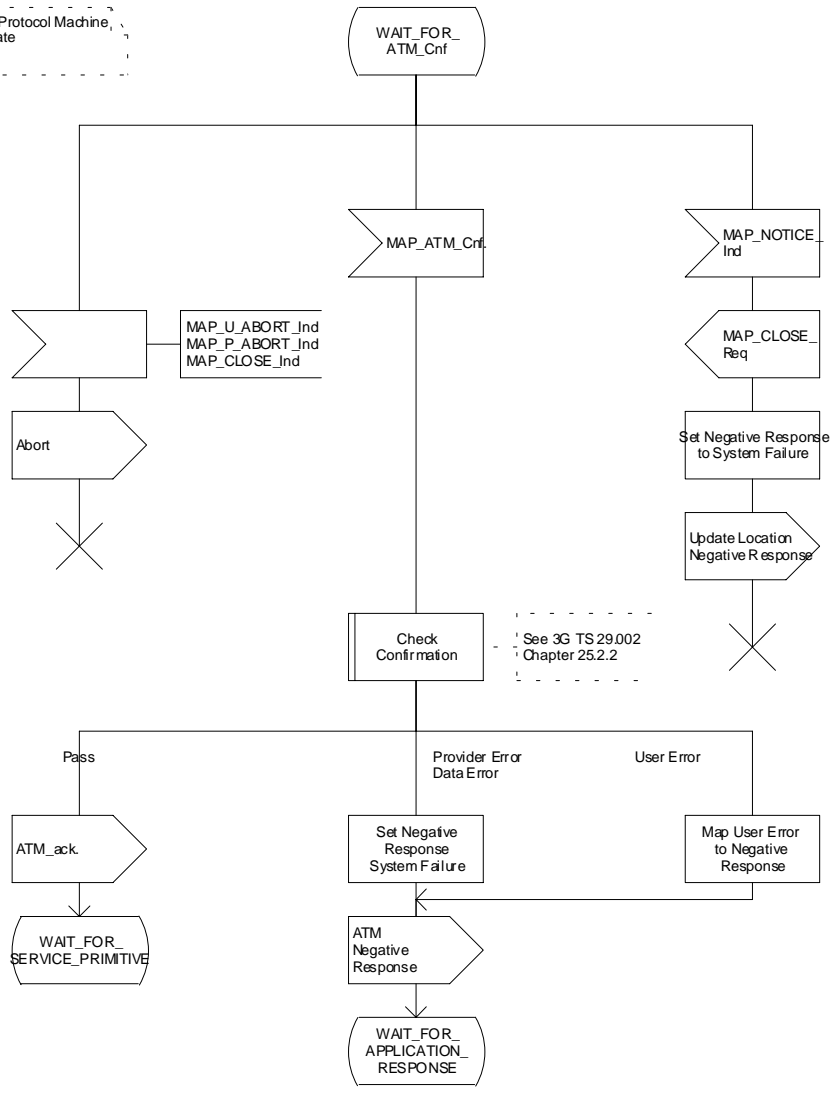 Protocol Machine
WAIT_FOR_
ATM_Cnf
MAP_ATM_Cnf.
MAP_NOTICE_
Ind
MAP_U_ABORT_Ind
MAP_P_ABORT_Ind
MAP_CLOSE_Ind
MAP_CLOSE_
Req
Abort
Set Negative Response
to System Failure
Update Location
Negative Response
Check
Confirmation
See 3G TS 29.002
Chapter 25.2.2
Pass
Provider Error
Data Error
User Error
ATM_ack.
Set Negative
Response
System Failure
Map User Error
to Negative
Response
WAIT_FOR_
SERVICE_PRIMITIVE
ATM
Negative
Response
WAIT_FOR_
APPLICATION_
RESPONSE